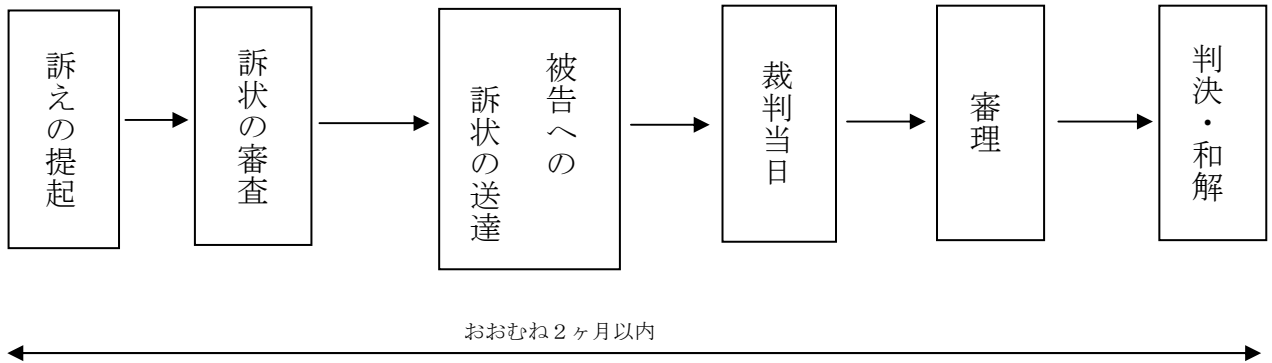 訴えの提起
訴状の審査
被告への
訴状の送達
裁判当日
審理
判決・和解
おおむね２ヶ月以内